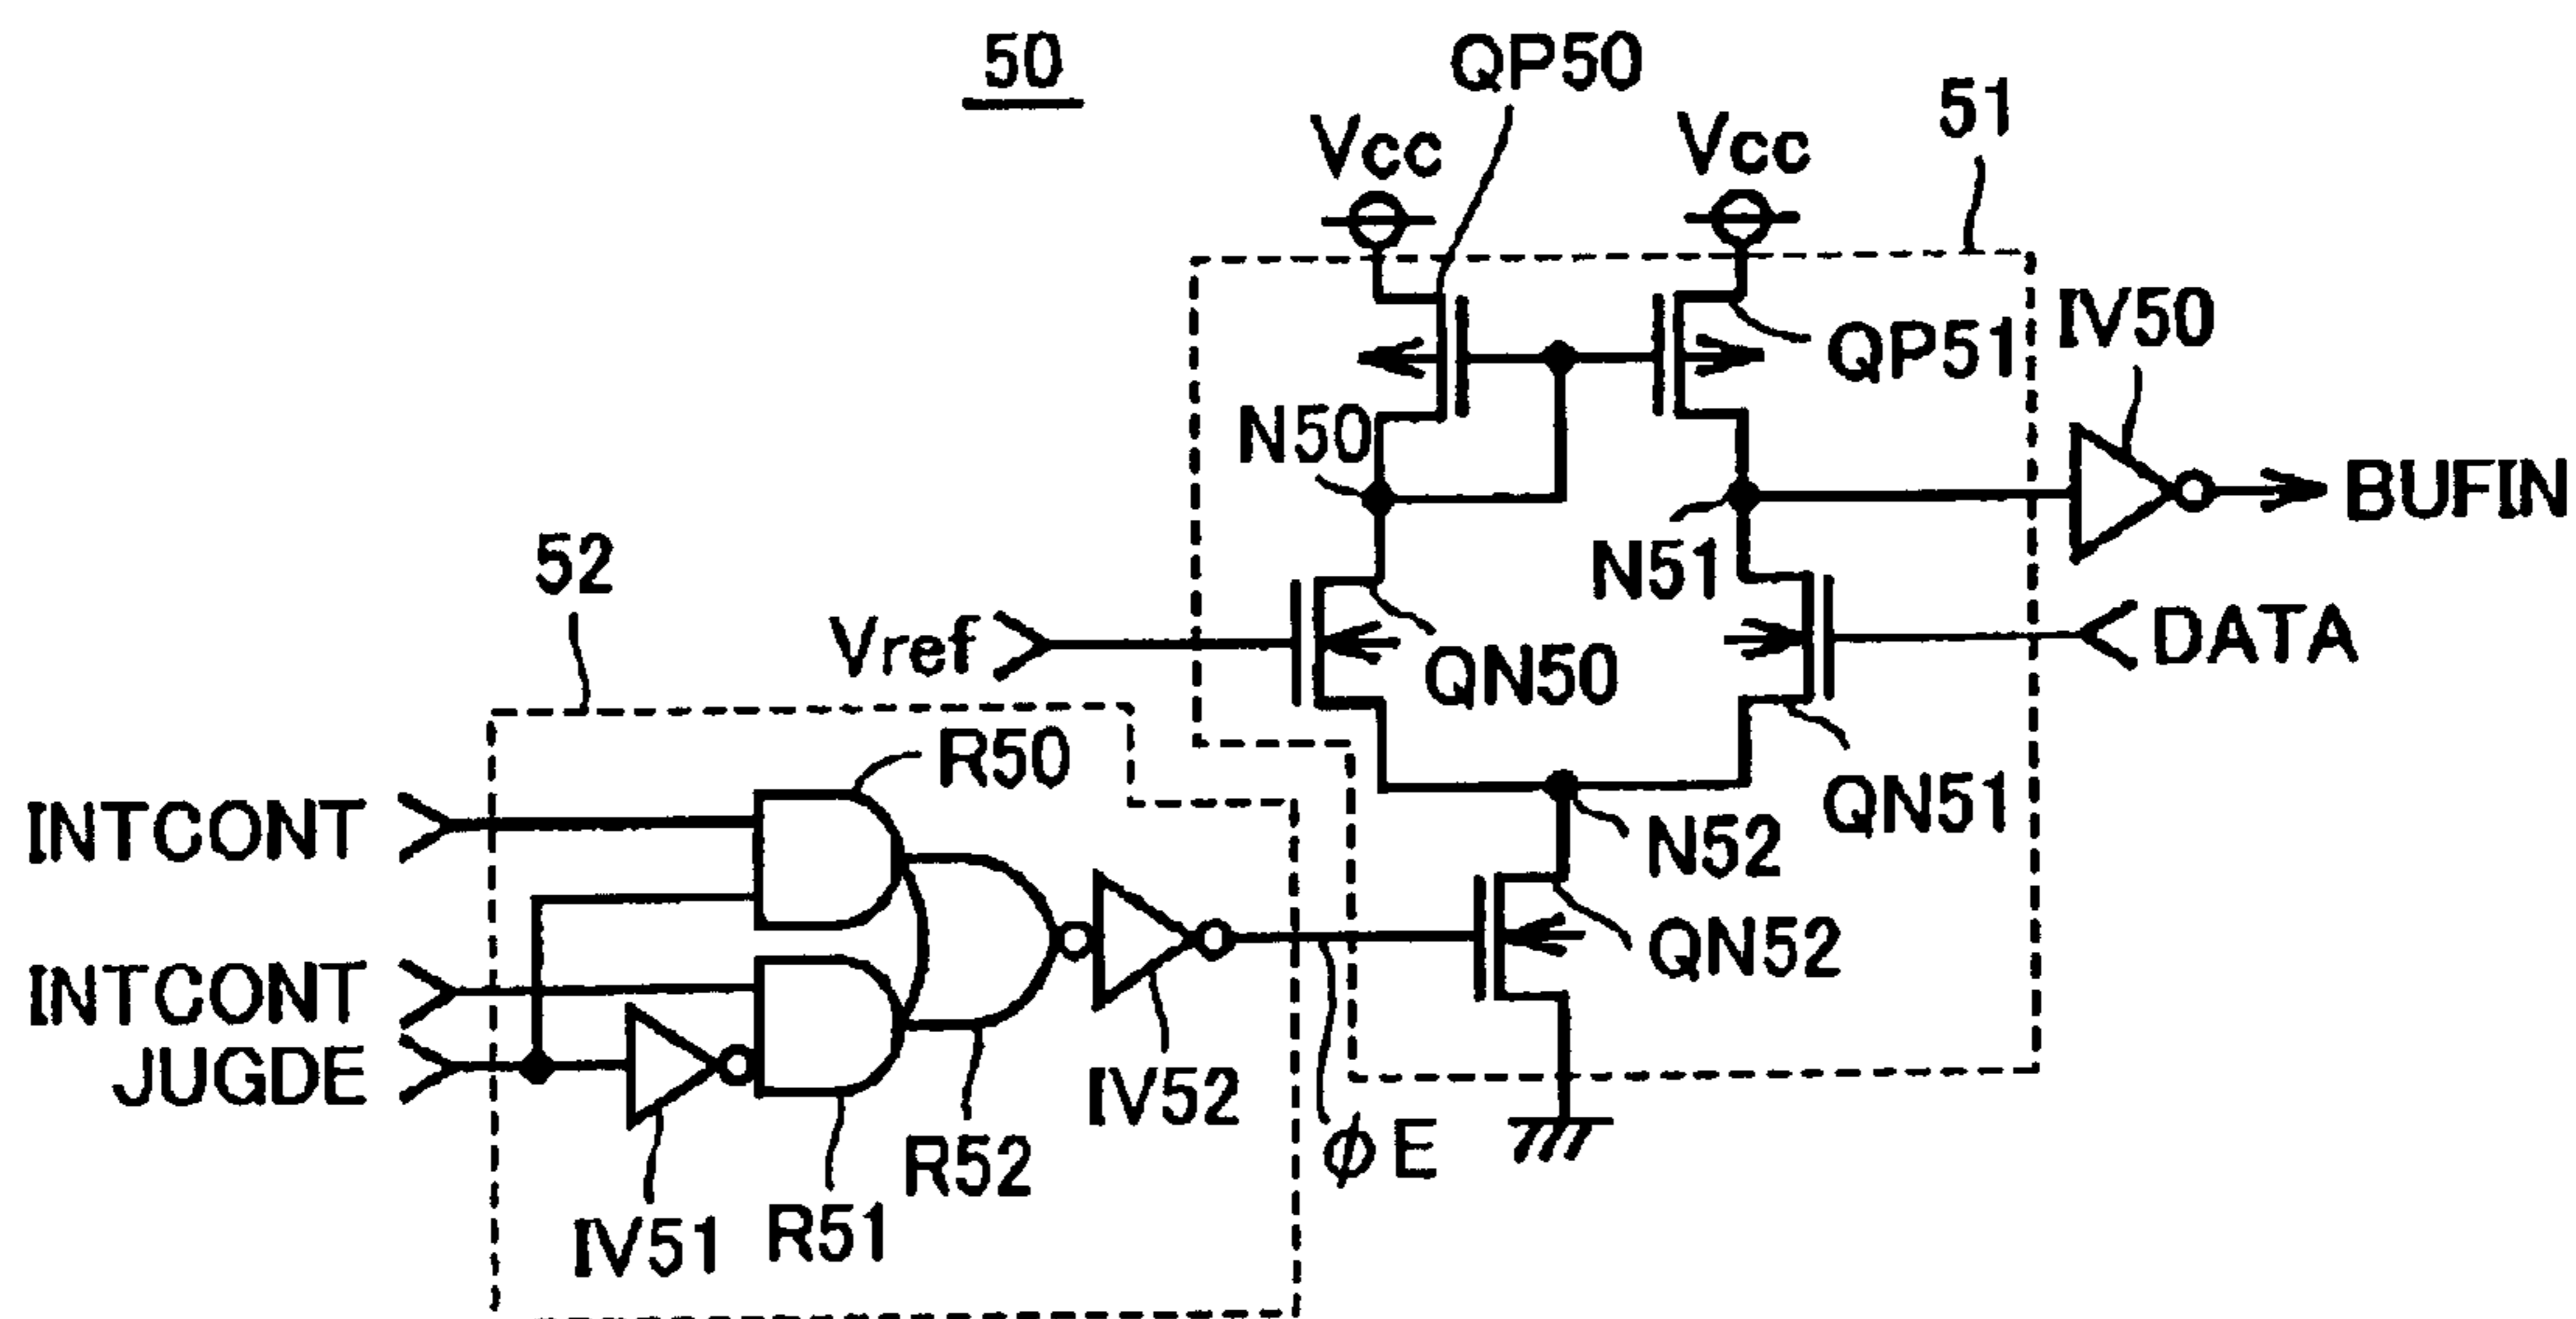 50
QP50
Vcc
Vcc
51
QP51
IV50
N50
BUFIN
N51
52
Vref
QN50
DATA
R50
QN51
INTCONT
N52
QN52
INTCONT
JUGDE
IV52
R52
φE
IV51
R51